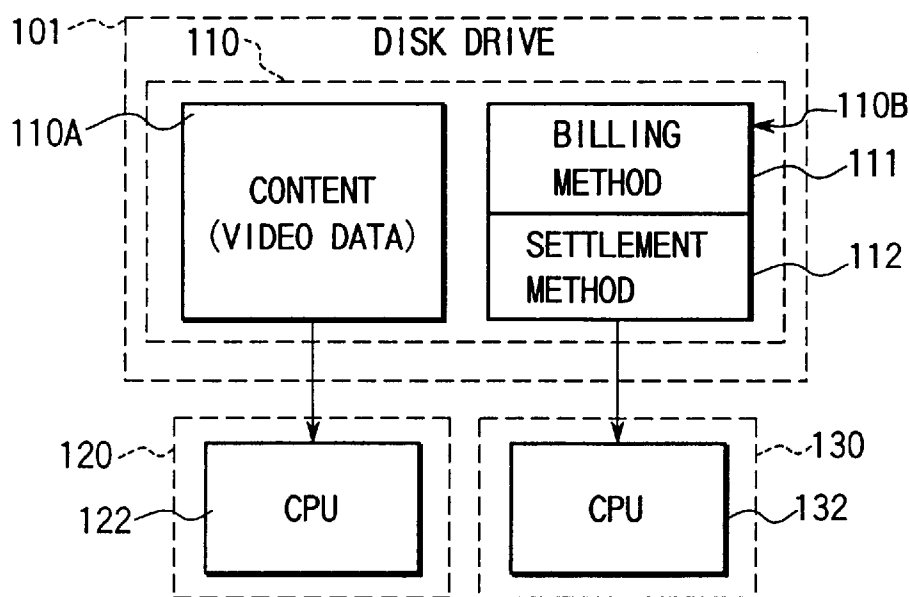 101
DISK DRIVE
110
110A
CONTENT
(VIDEO DATA)
BILLING
METHOD
110B
111
SETTLEMENT
METHOD
112
120
CPU
122
130
CPU
132